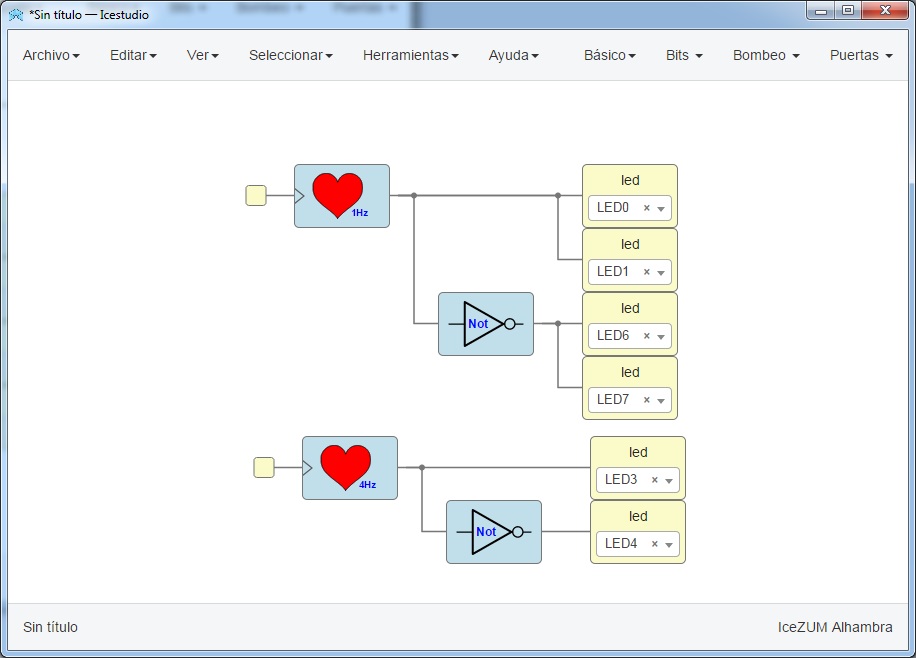 *Sin título — Icestudio
Archivo Editar Ver Seleccionar Herramientas Ayuda Básico Bits Bombeo Puertas
led
LED0 ×
1Hz
led
LED1 ×
led
Not
LED6 ×
led
LED7 ×
led
LED3 ×
4Hz
led
Not
LED4 ×
Sin título IceZUM Alhambra